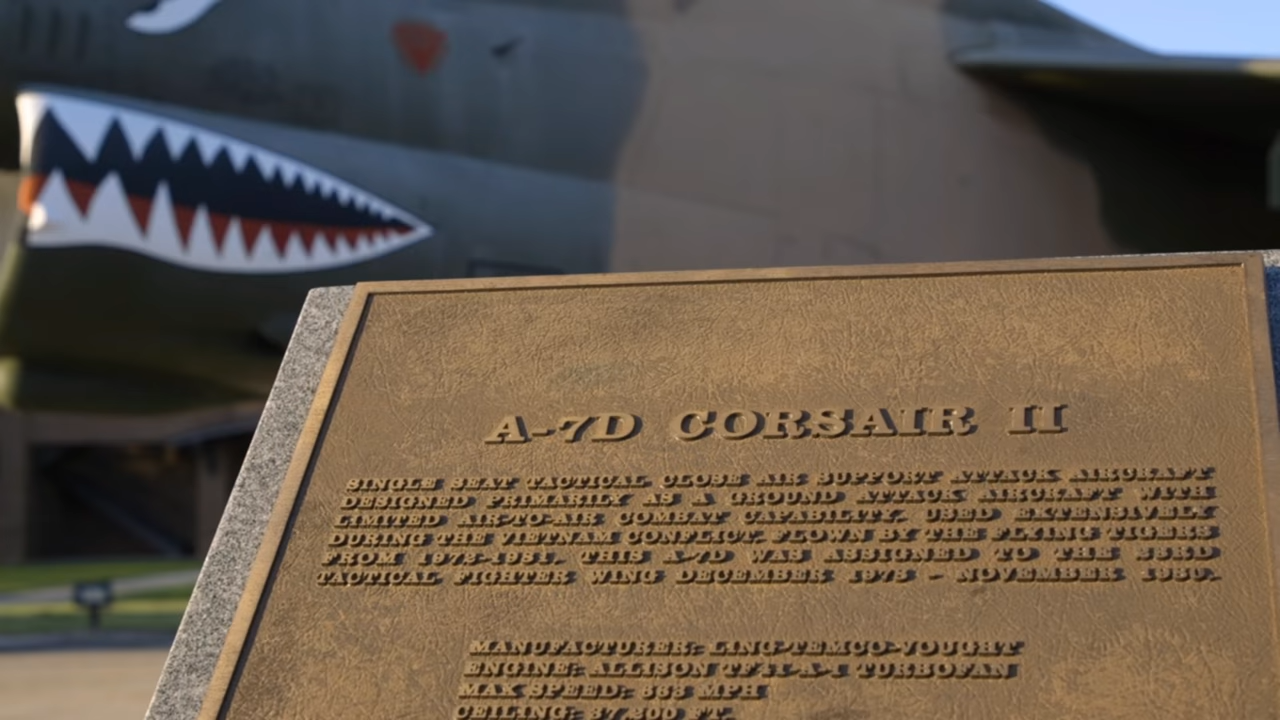 A-7D CORSAIR II
SINGLE SEAT TACTICAL CLOSE AIR SUPPORT ATTACK AIRCRAFT
DESIGNED PRIMARILY AS A GROUND ATTACK AIRCRAFT WITH
LIMITED AIR-TO-AIR COMBAT CAPABILITY. USED EXTENSIVELY
DURING THE VIETNAM CONFLICT. FLOWN BY THE FLYING TIGERS
FROM 1972-1981. THIS A-7D WAS ASSIGNED TO THE 23RD
TACTICAL FIGHTER WING DECEMBER 1973 - NOVEMBER 1980.
MANUFACTURER: LING-TEMCO-VOUGHT
ENGINE: ALLISON TF41-A-1 TURBOFAN
MAX SPEED: MPH
CEILING: 37,200 FT.